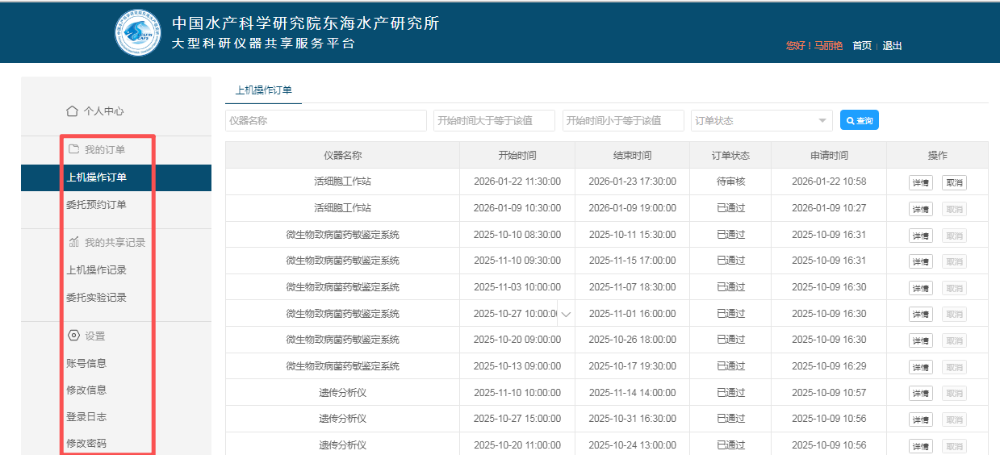 中国水产科学研究院东海水产研究所
大型科研仪器共享服务平台
您好！马丽艳 首页 | 退出
个人中心
我的订单
上机操作订单
委托预约订单
我的共享记录
上机操作记录
委托实验记录
设置
账号信息
修改信息
登录日志
修改密码
上机操作订单
仪器名称 开始时间大于等于该值 开始时间小于等于该值 订单状态 查询
仪器名称 开始时间 结束时间 订单状态 申请时间 操作
活细胞工作站 2026-01-22 11:30:00 2026-01-23 17:30:00 待审核 2026-01-22 10:58 详情 取消
活细胞工作站 2026-01-09 10:30:00 2026-01-09 19:00:00 已通过 2026-01-09 10:27 详情 取消
微生物致病菌药敏鉴定系统 2025-10-10 08:30:00 2025-10-11 15:30:00 已通过 2025-10-09 16:31 详情 取消
微生物致病菌药敏鉴定系统 2025-11-10 09:30:00 2025-11-15 17:00:00 已通过 2025-10-09 16:31 详情 取消
微生物致病菌药敏鉴定系统 2025-11-03 10:00:00 2025-11-07 18:30:00 已通过 2025-10-09 16:30 详情 取消
微生物致病菌药敏鉴定系统 2025-10-27 10:00:00 2025-11-01 16:00:00 已通过 2025-10-09 16:30 详情 取消
微生物致病菌药敏鉴定系统 2025-10-20 09:00:00 2025-10-26 18:00:00 已通过 2025-10-09 16:30 详情 取消
微生物致病菌药敏鉴定系统 2025-10-13 09:00:00 2025-10-17 19:30:00 已通过 2025-10-09 16:29 详情 取消
遗传分析仪 2025-11-10 10:00:00 2025-11-14 14:00:00 已通过 2025-10-09 10:57 详情 取消
遗传分析仪 2025-10-27 15:00:00 2025-10-31 16:30:00 已通过 2025-10-09 10:56 详情 取消
遗传分析仪 2025-10-20 11:00:00 2025-10-24 13:00:00 已通过 2025-10-09 10:56 详情 取消